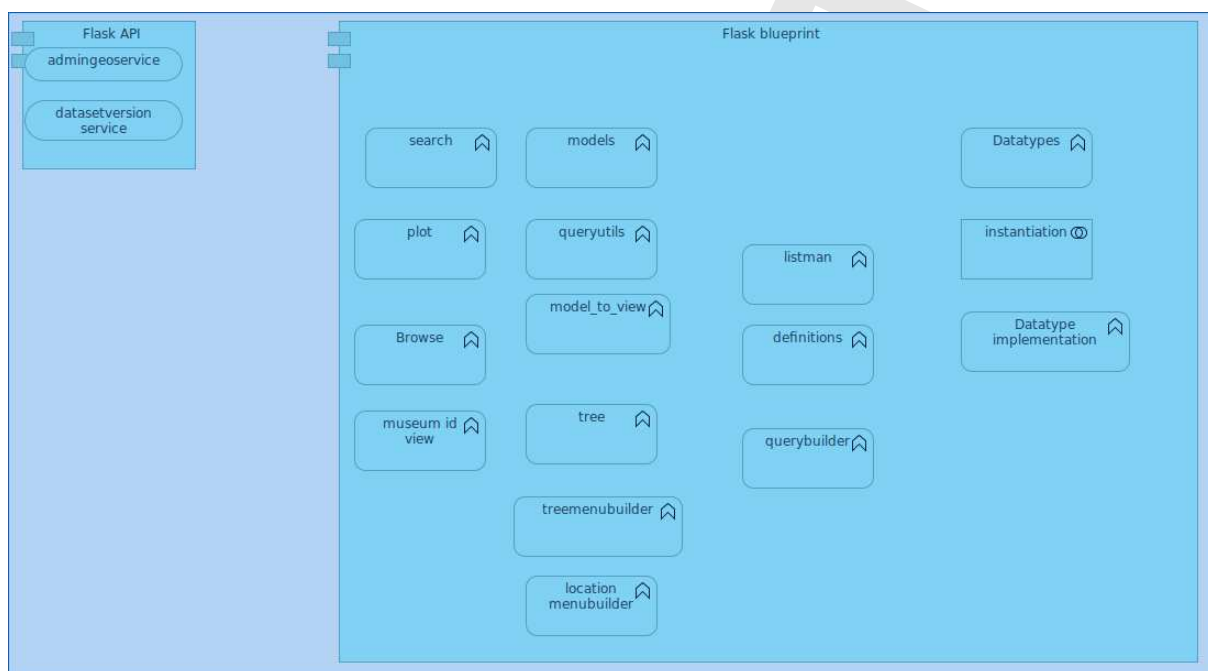 Flask API
admingeoservice
datasetversion
service
Flask blueprint
search
models
Datatypes
plot
queryutils
instantiation
listman
model_to_view
Browse
definitions
Datatype
implementation
museum id
view
tree
querybuilder
treemenubuilder
location
menubuilder